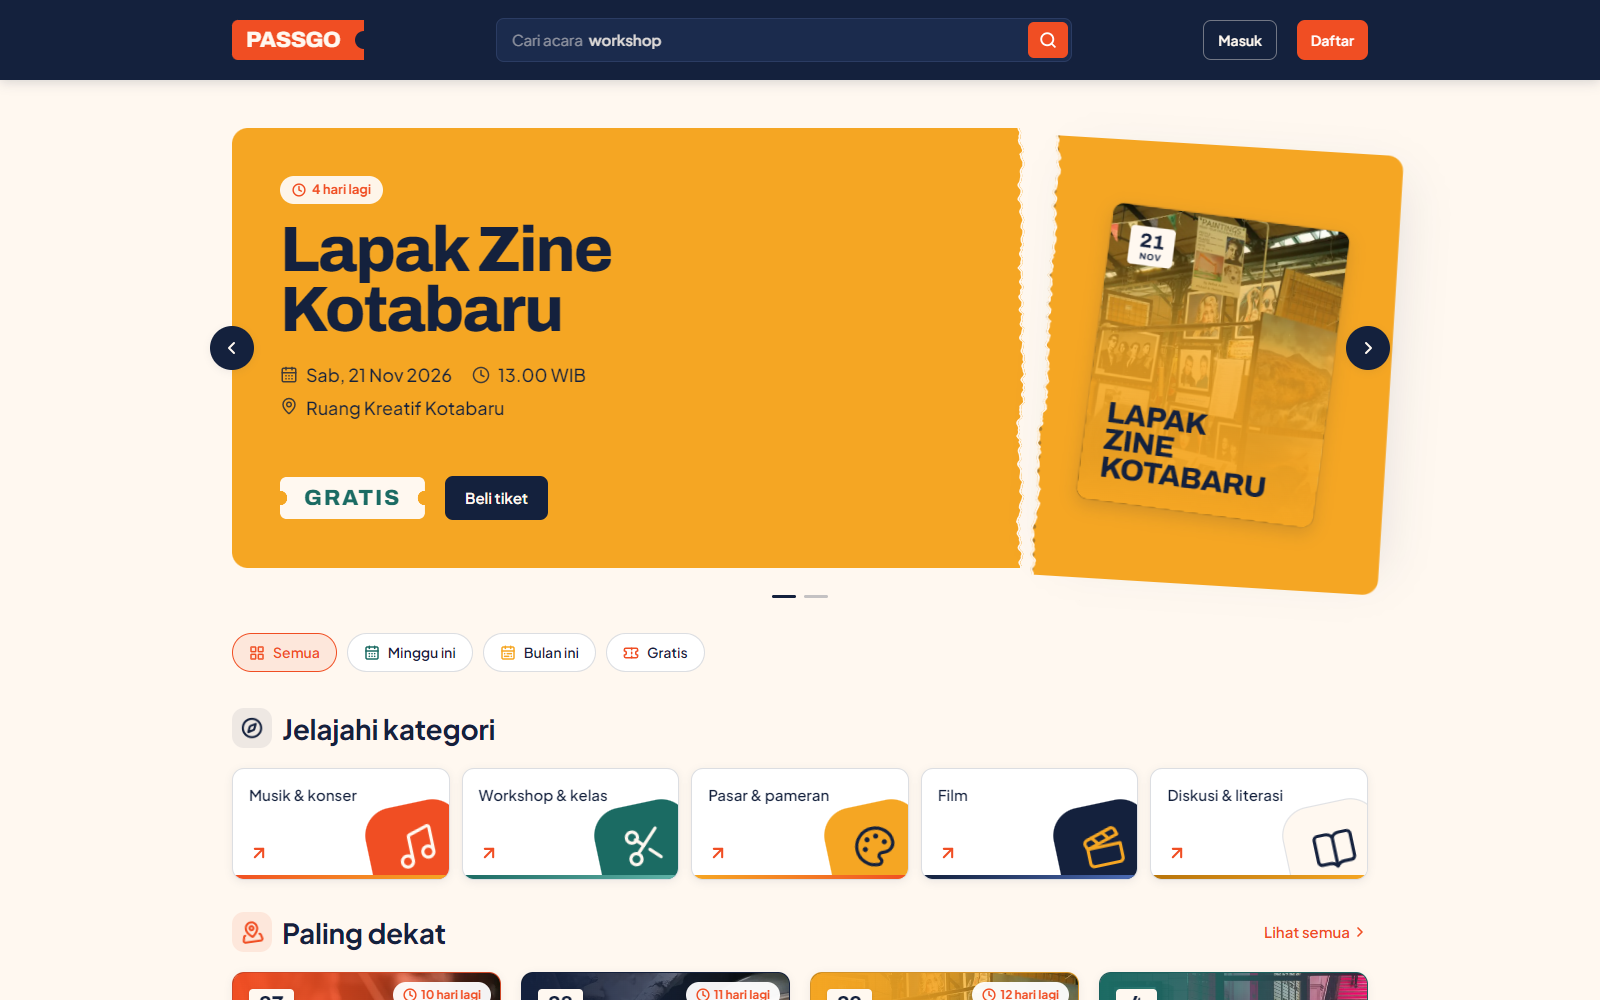 PASSGO
Cari acara workshop
Masuk
Daftar
4 hari lagi
Lapak Zine
Kotabaru
Sab, 21 Nov 2026
13.00 WIB
Ruang Kreatif Kotabaru
GRATIS
Beli tiket
21
NOV
LAPAK
ZINE
KOTABARU
Semua
Minggu ini
Bulan ini
Gratis
Jelajahi kategori
Musik & konser
Workshop & kelas
Pasar & pameran
Film
Diskusi & literasi
Paling dekat
Lihat semua
10 hari lagi
11 hari lagi
12 hari lagi